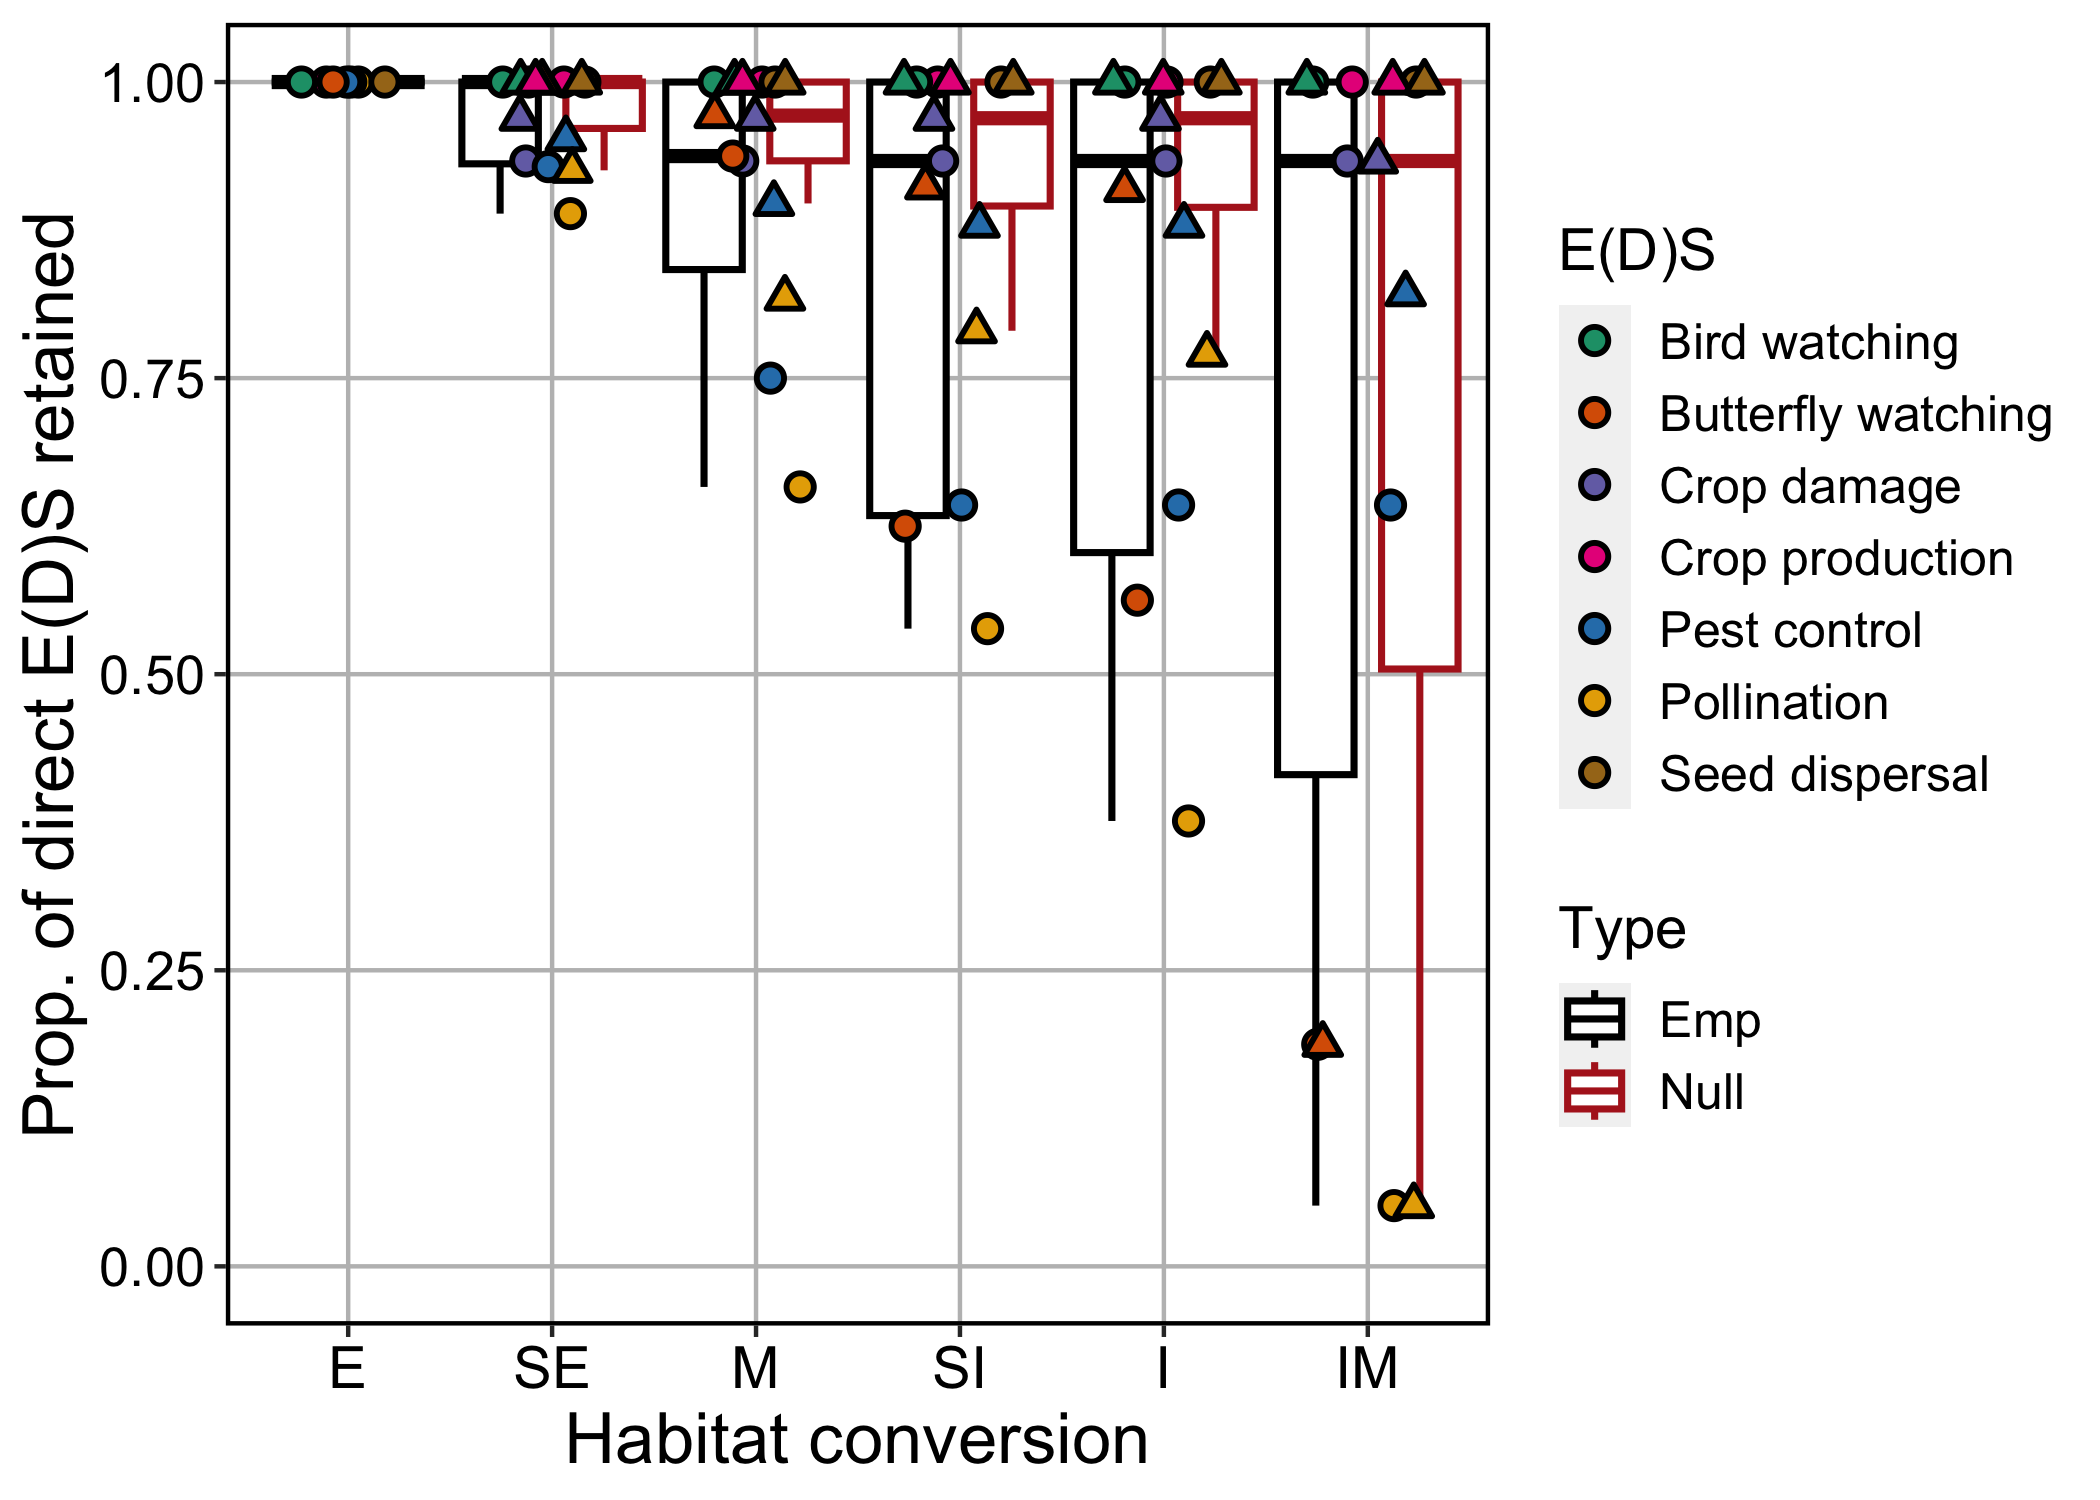 Prop. of direct E(D)S retained
1.00
0.75
0.50
0.25
0.00
E SE M SI I IM
Habitat conversion
E(D)S
Bird watching
Butterfly watching
Crop damage
Crop production
Pest control
Pollination
Seed dispersal
Type
Emp
Null